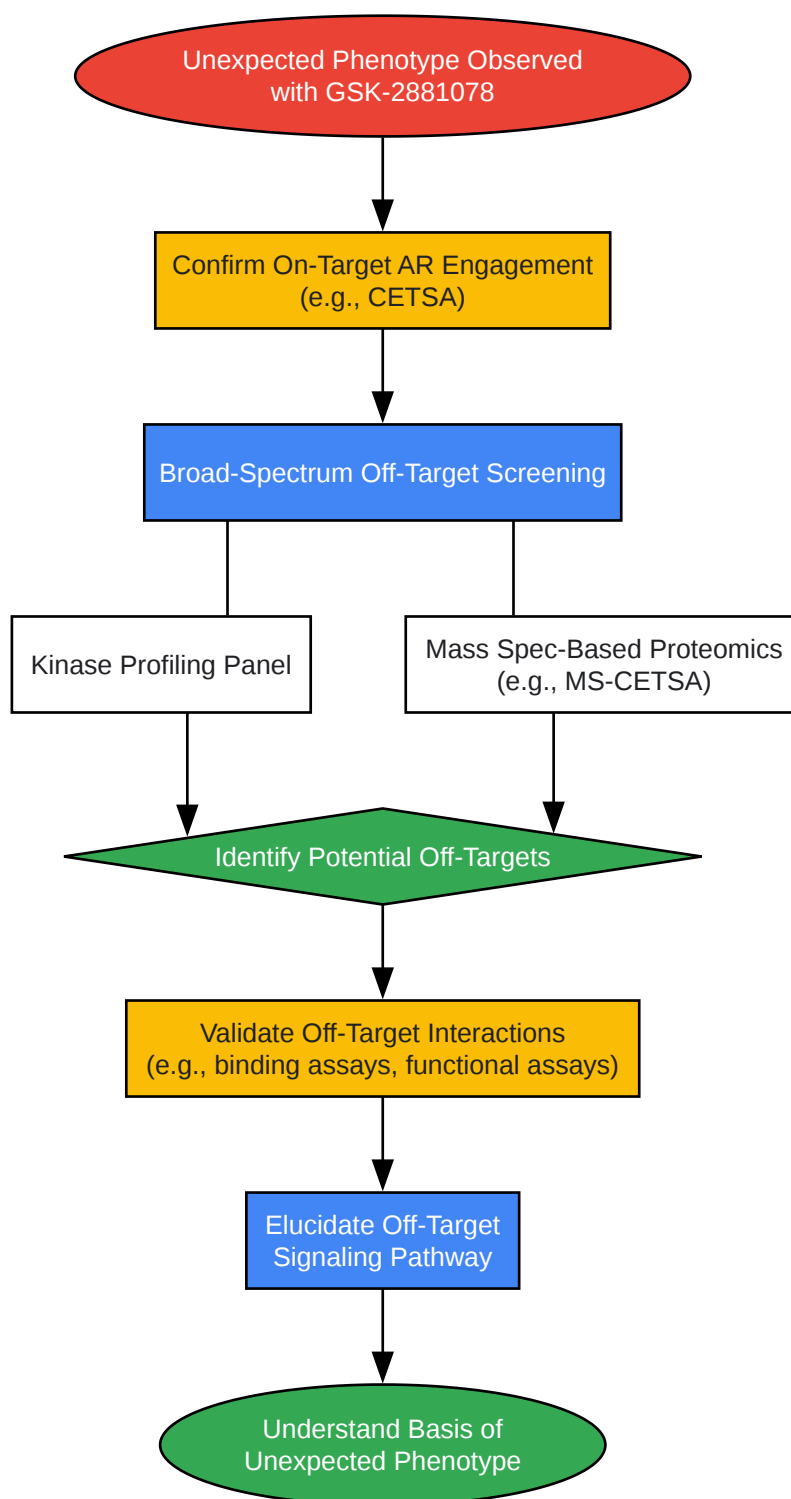 Unexpected Phenotype Observed
with GSK-2881078
Confirm On-Target AR Engagement
(e.g., CETSA)
Broad-Spectrum Off-Target Screening
Kinase Profiling Panel
Mass Spec-Based Proteomics
(e.g., MS-CETSA)
Identify Potential Off-Targets
Validate Off-Target Interactions
(e.g., binding assays, functional assays)
Elucidate Off-Target
Signaling Pathway
Understand Basis of
Unexpected Phenotype